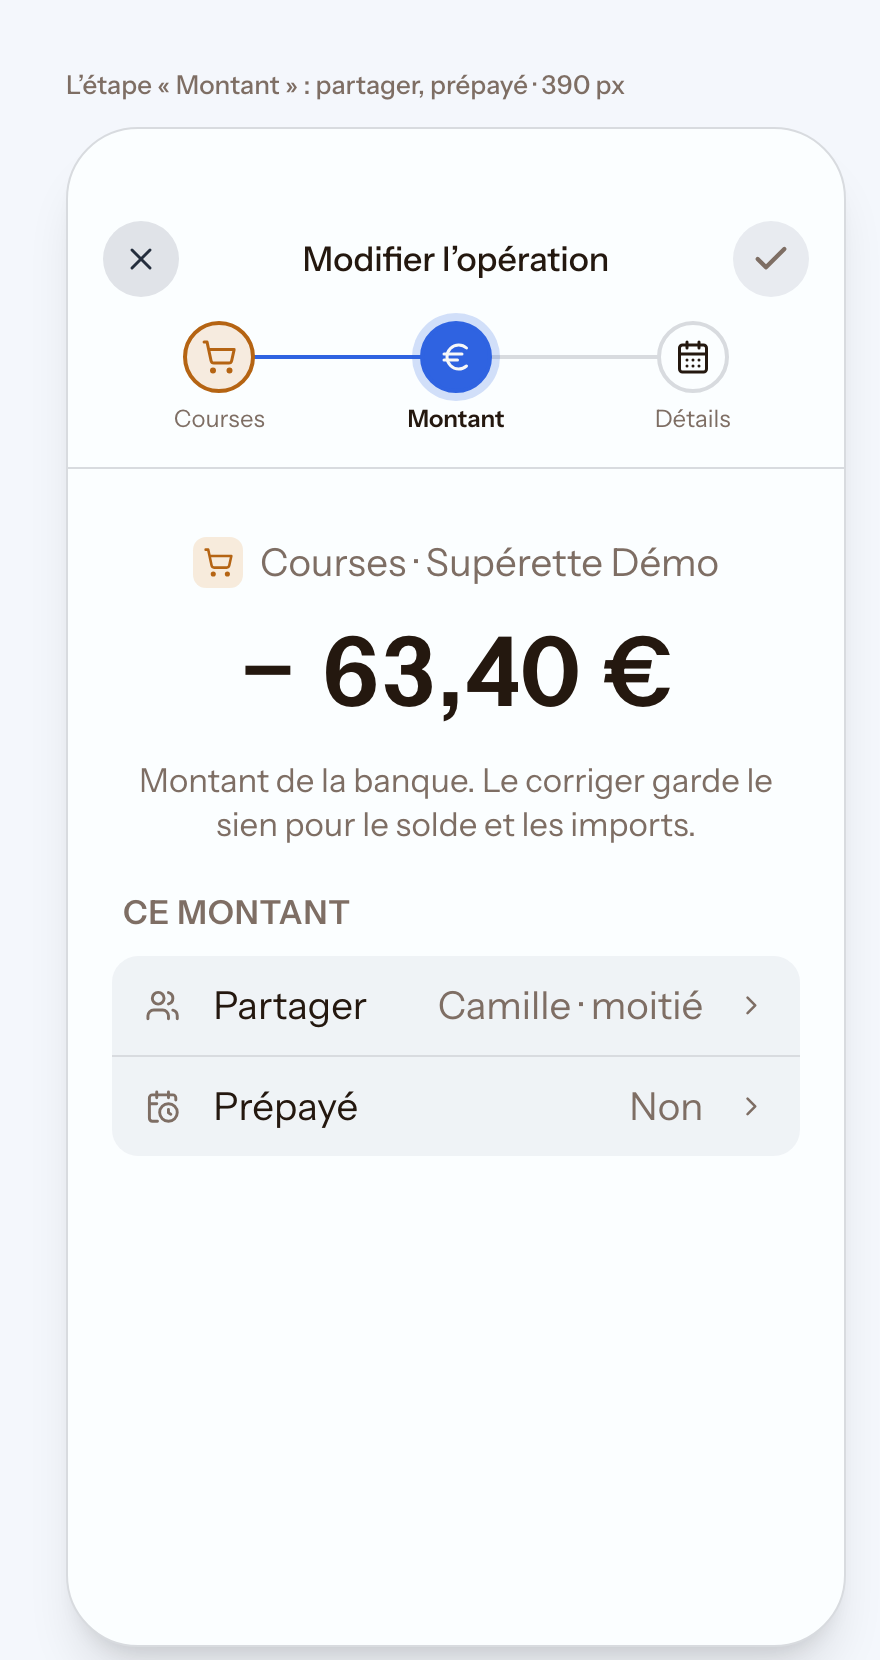 L’étape « Montant » : partager, prépayé · 390 px
Modifier l’opération
Courses
Montant
Détails
Courses · Supérette Démo
− 63,40 €
Montant de la banque. Le corriger garde le
sien pour le solde et les imports.
CE MONTANT
Partager Camille · moitié
Prépayé Non